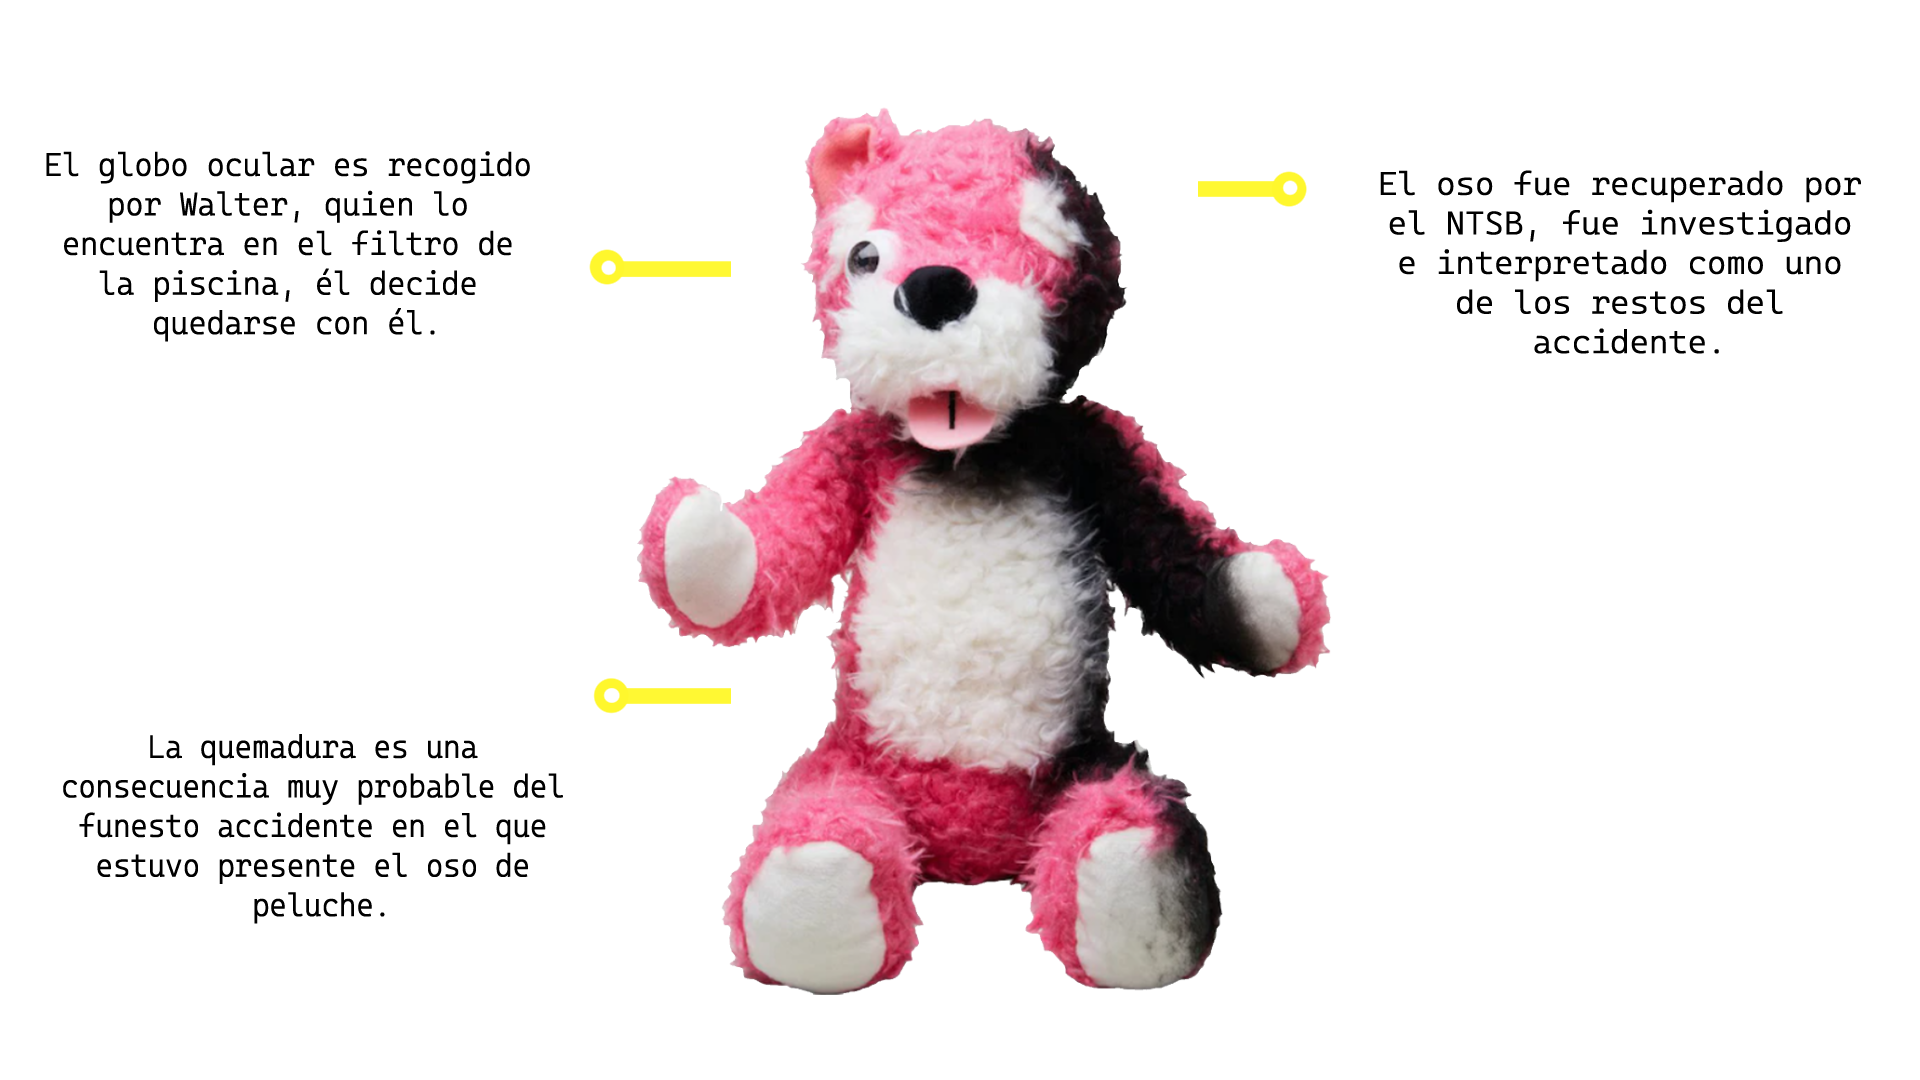 El globo ocular es recogido
por Walter, quien lo
encuentra en el filtro de
la piscina, él decide
quedarse con él.
El oso fue recuperado por
el NTSB, fue investigado
e interpretado como uno
de los restos del
accidente.
La quemadura es una
consecuencia muy probable del
funesto accidente en el que
estuvo presente el oso de
peluche.